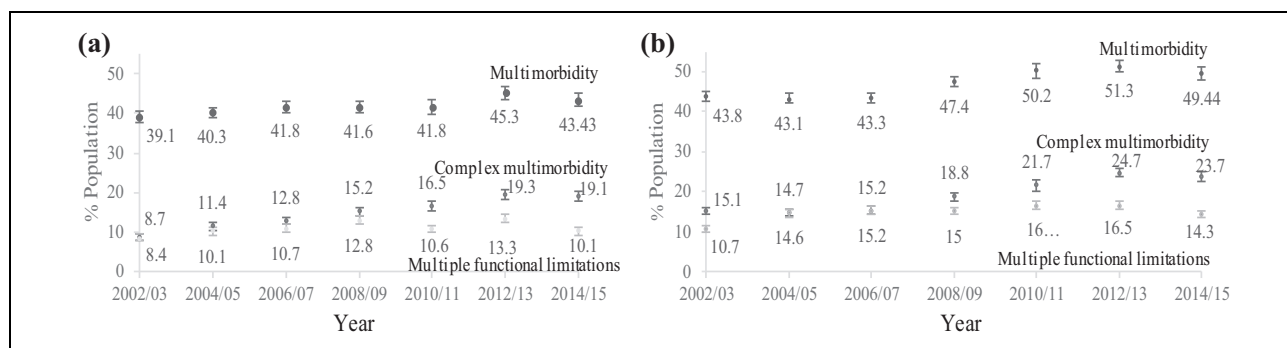 (a)
Multimorbidity
50
40
30
20
10
0
% Population
39.1 40.3 41.8 41.6 41.8 45.3 43.43
Complex multimorbidity
8.7 11.4 12.8 15.2 16.5 19.3 19.1
8.4 10.1 10.7 12.8 10.6 13.3 10.1
Multiple functional limitations
2002/03 2004/05 2006/07 2008/09 2010/11 2012/13 2014/15
Year
(b)
Multimorbidity
50
40
30
20
10
0
% Population
43.8 43.1 43.3 47.4 50.2 51.3 49.44
Complex multimorbidity
15.1 14.7 15.2 18.8 21.7 24.7 23.7
10.7 14.6 15.2 15 16… 16.5 14.3
Multiple functional limitations
2002/03 2004/05 2006/07 2008/09 2010/11 2012/13 2014/15
Year